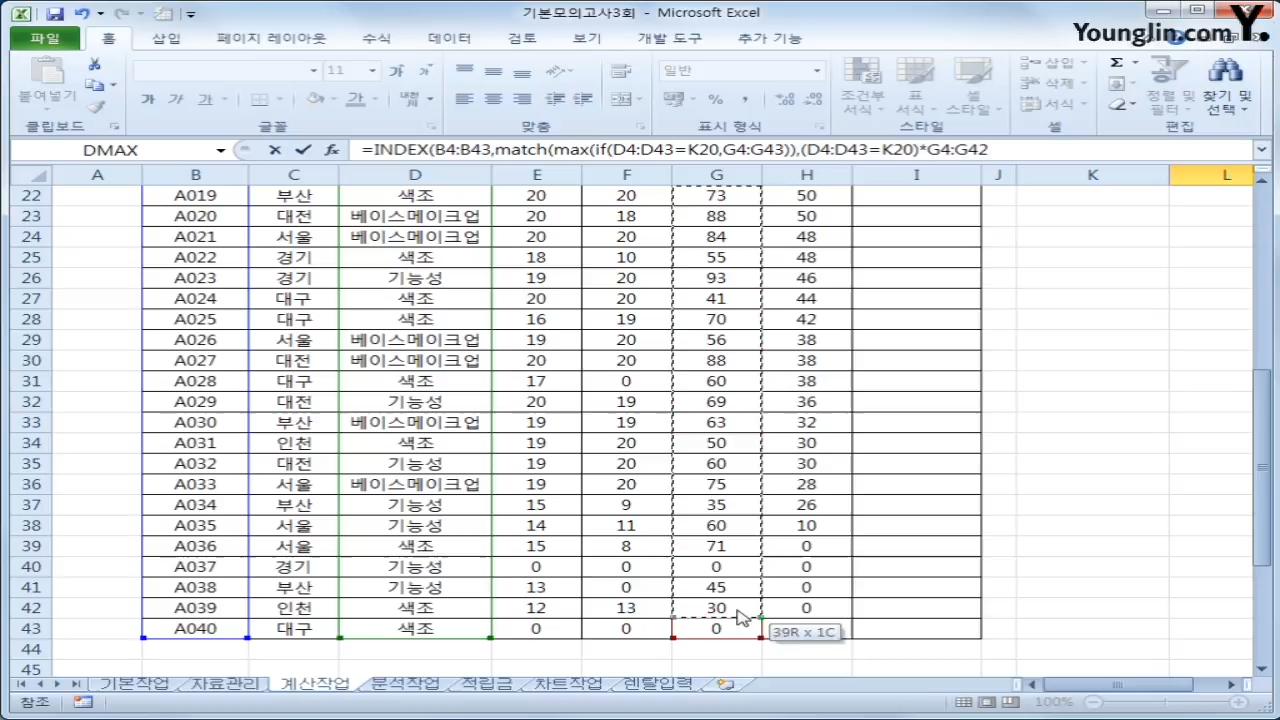 기본모의고사3회 - Microsoft Excel
Younglin.com Y.
파일 홈 삽입 페이지 레이아웃 수식 데이터 검토 보기 개발 도구 추가 기능
붙여넣기 11 가 가 일반 조건부 서식 표 서식 셀 스타일 삽입 삭제 서식 정렬 및 필터 찾기 및 선택
가 가 가 가 %
클립보드 글꼴 맞춤 표시 형식 스타일 셀 편집
DMAX =INDEX(B4:B43,match(max(if(D4:D43=K20,G4:G43)),(D4:D43=K20)*G4:G42
A B C D E F G H I J K L
22 A019 부산 색조 20 20 73 50
23 A020 대전 베이스메이크업 20 18 88 50
24 A021 서울 베이스메이크업 20 20 84 48
25 A022 경기 색조 18 10 55 48
26 A023 경기 기능성 19 20 93 46
27 A024 대구 색조 20 20 41 44
28 A025 대구 색조 16 19 70 42
29 A026 서울 베이스메이크업 19 20 56 38
30 A027 대전 베이스메이크업 20 20 88 38
31 A028 대구 색조 17 0 60 38
32 A029 대전 기능성 20 19 69 36
33 A030 부산 베이스메이크업 19 19 63 32
34 A031 인천 색조 19 20 50 30
35 A032 대전 기능성 19 20 60 30
36 A033 서울 베이스메이크업 19 20 75 28
37 A034 부산 기능성 15 9 35 26
38 A035 서울 기능성 14 11 60 10
39 A036 서울 색조 15 8 71 0
40 A037 경기 기능성 0 0 0 0
41 A038 부산 기능성 13 0 45 0
42 A039 인천 색조 12 13 30 0
43 A040 대구 색조 0 0 0
39R x 1C
44
45
기본작업 자료관리 계산작업 분석작업 적립금 차트작업 렌탈입력
참조 100%